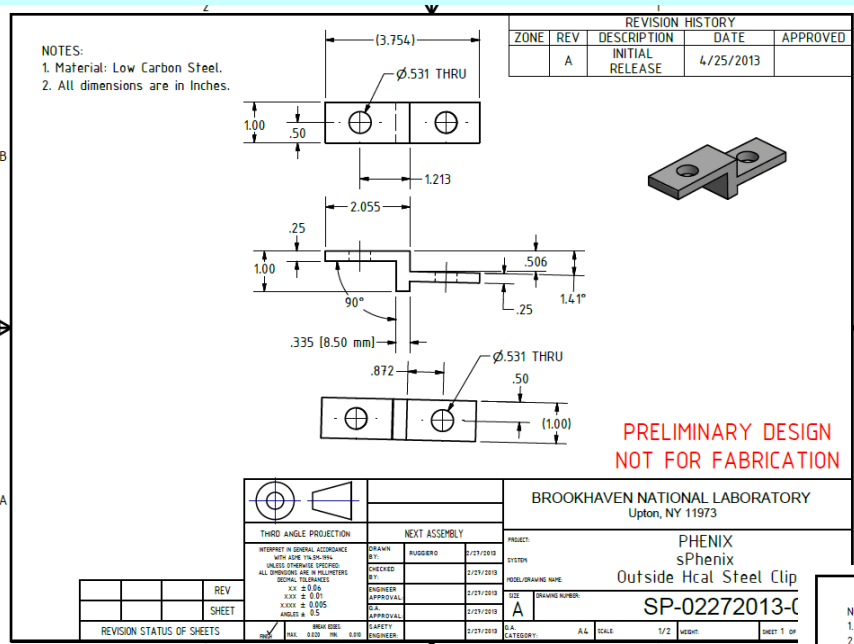 2
1
NOTES:
1. Material: Low Carbon Steel.
2. All dimensions are in Inches.
REVISION HISTORY
ZONE REV DESCRIPTION DATE APPROVED
A INITIAL RELEASE 4/25/2013
(3.754)
Ø.531 THRU
1.00
.50
1.213
2.055
.25
1.00
.506
1.41°
90°
.25
.335 [8.50 mm]
Ø.531 THRU
.872
.50
(1.00)
B
A
PRELIMINARY DESIGN
NOT FOR FABRICATION
THIRD ANGLE PROJECTION
NEXT ASSEMBLY
BROOKHAVEN NATIONAL LABORATORY
Upton, NY 11973
INTERPRET IN GENERAL ACCORDANCE
WITH ASME Y14.5M-1994
UNLESS OTHERWISE SPECIFIED:
ALL DIMENSIONS ARE IN MILLIMETERS
DECIMAL TOLERANCES
X.X ± 0.06
X.XX ± 0.01
X.XXX ± 0.005
ANGLES ± 0.5
BREAK EDGES:
MAX. 0.020 MIN. 0.010
DRAWN BY: RUGGIERO 2/27/2013
CHECKED BY: 2/27/2013
ENGINEER APPROVAL: 2/27/2013
Q.A. APPROVAL: 2/27/2013
SAFETY ENGINEER: 2/27/2013
PROJECT: PHENIX
SYSTEM sPhenix
MODEL/DRAWING NAME: Outside Hcal Steel Clip
SIZE A DRAWING NUMBER: SP-02272013-
Q.A. CATEGORY: A4 SCALE: 1/2 WEIGHT: SHEET 1 OF
REV
SHEET
REVISION STATUS OF SHEETS
N
1.
2